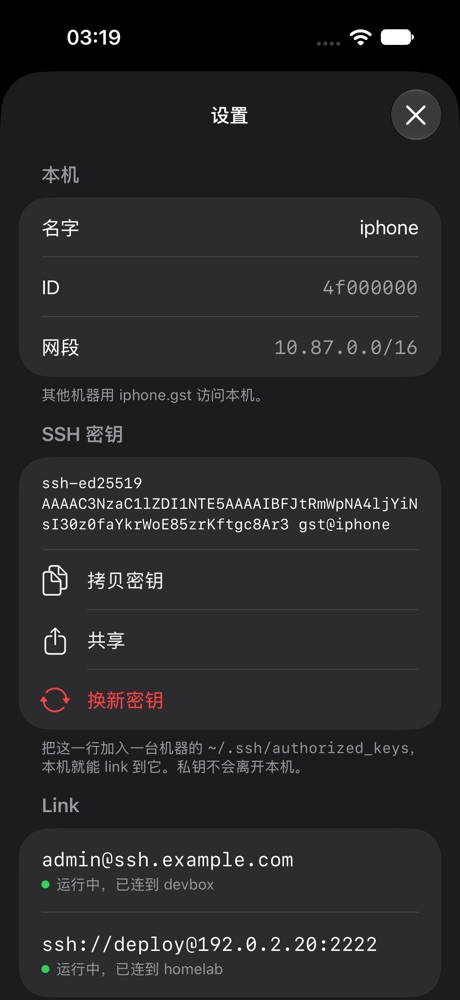 03:19
设置
本机
名字 iphone
ID 4f000000
网段 10.87.0.0/16
其他机器用 iphone.gst 访问本机。
SSH 密钥
ssh-ed25519
AAAAC3NzaC1lZDI1NTE5AAAAIBFJtRmWpNA4ljYiN
sI30z0faYkrWoE85zrKftgc8Ar3 gst@iphone
拷贝密钥
共享
换新密钥
把这一行加入一台机器的 ~/.ssh/authorized_keys,
本机就能 link 到它。私钥不会离开本机。
Link
admin@ssh.example.com
运行中，已连到 devbox
ssh://deploy@192.0.2.20:2222
运行中，已连到 homelab